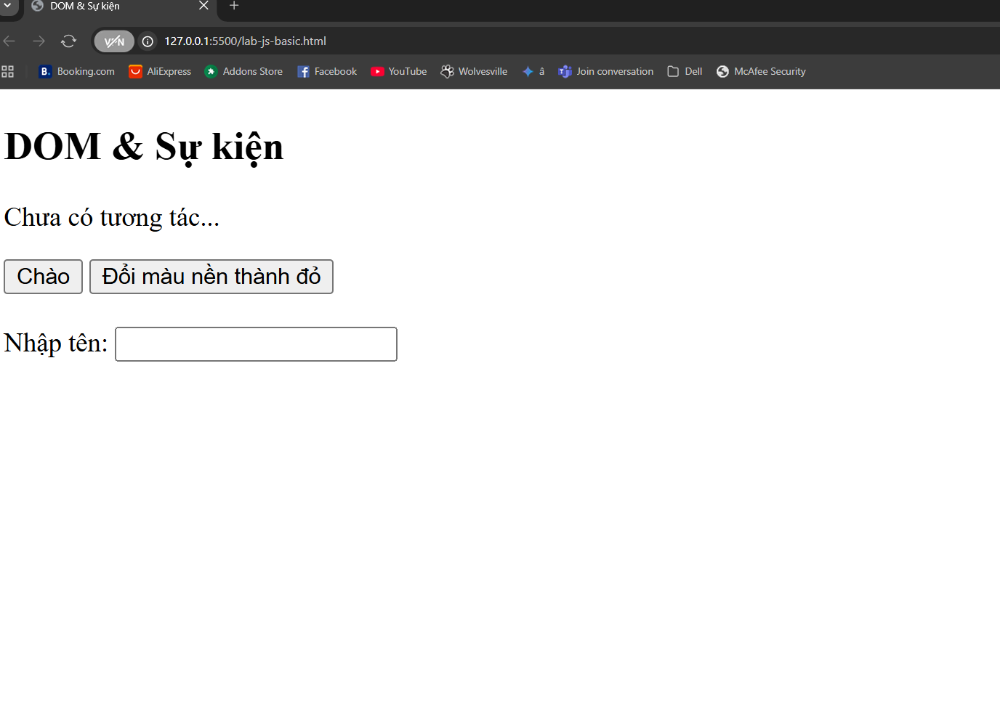 DOM & Sự kiện
127.0.0.1:5500/lab-js-basic.html
B. Booking.com AliExpress Addons Store Facebook YouTube Wolvesville â Join conversation Dell McAfee Security
DOM & Sự kiện
Chưa có tương tác...
Chào Đổi màu nền thành đỏ
Nhập tên: